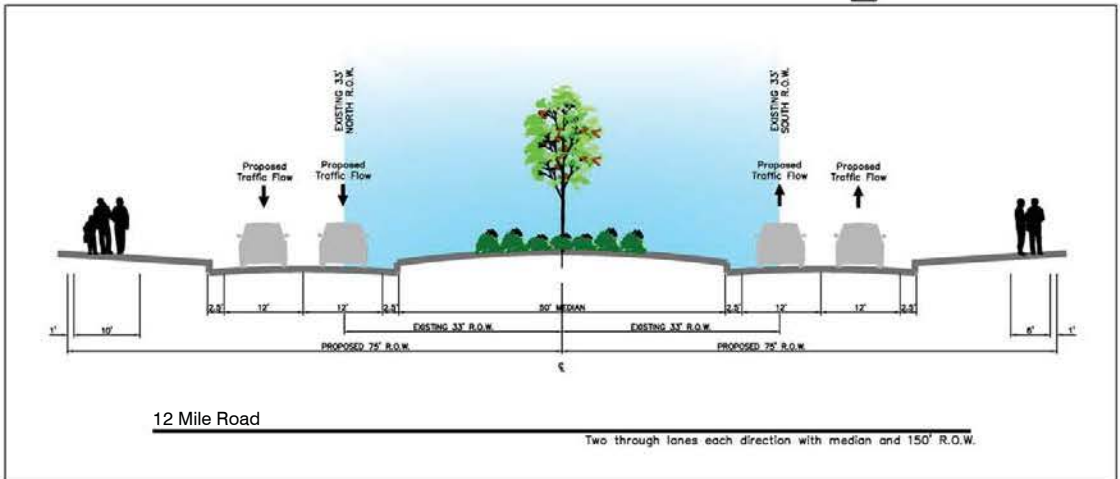 EXISTING 33'
NORTH R.O.W.
EXISTING 33'
SOUTH R.O.W.
Proposed
Traffic Flow
Proposed
Traffic Flow
Proposed
Traffic Flow
Proposed
Traffic Flow
2.5'
12'
12'
2.5'
50' MEDIAN
2.5'
12'
12'
2.5'
1'
10'
EXISTING 33' R.O.W.
EXISTING 33' R.O.W.
6'
1'
PROPOSED 75' R.O.W.
PROPOSED 75' R.O.W.
℄
12 Mile Road
Two through lanes each direction with median and 150' R.O.W.